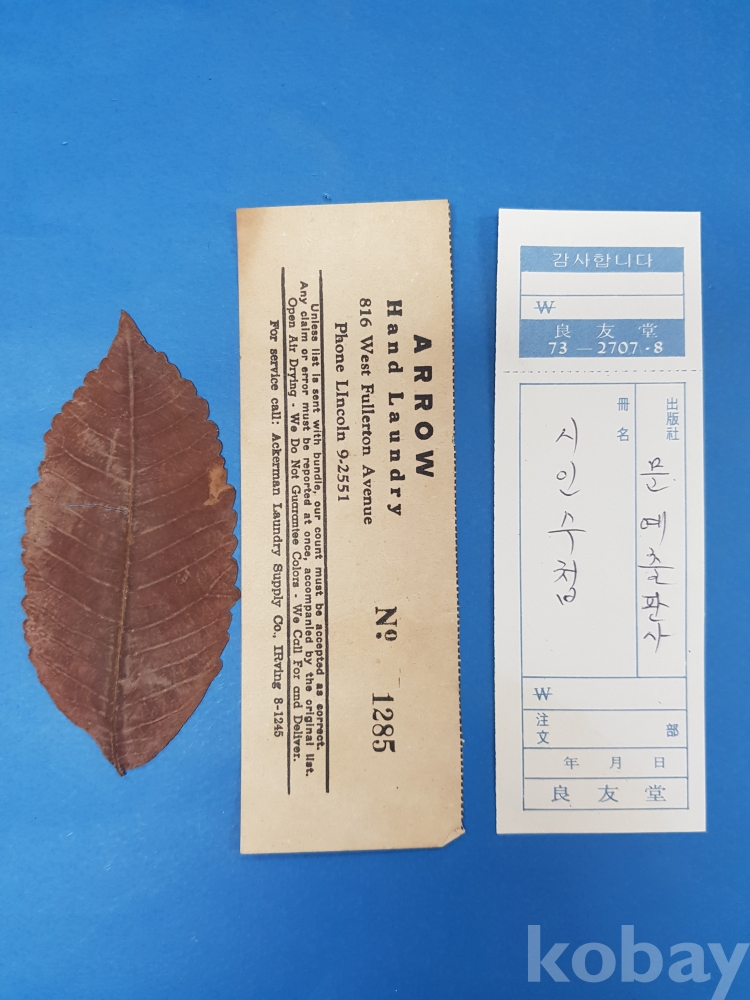 ARROW
Hand Laundry
816 West Fullerton Avenue
Phone LIncoln 9-2551
Nº 1285
Unless list is sent with bundle, our count must be accepted as correct.
Any claim or error must be reported at once, accompanied by the original list.
Open Air Drying - We Do Not Guarantee Colors - We Call For and Deliver.
For service call: Ackerman Laundry Supply Co., IRving 8-1245
감사합니다
₩
良友堂
73-2707·8
出版社
문예출판사
冊名
시인수첩
₩
注文 部
年 月 日
良友堂
kobay